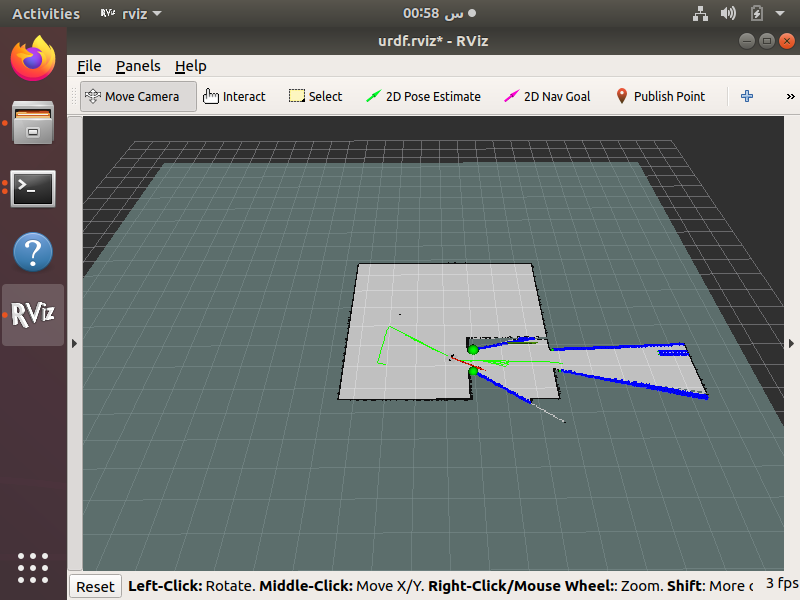 Activities RViz rviz س 00:58
urdf.rviz* - RViz
File Panels Help
Move Camera Interact Select 2D Pose Estimate 2D Nav Goal Publish Point »
>_
?
RViz
Reset Left-Click: Rotate. Middle-Click: Move X/Y. Right-Click/Mouse Wheel:: Zoom. Shift: More o 3 fps